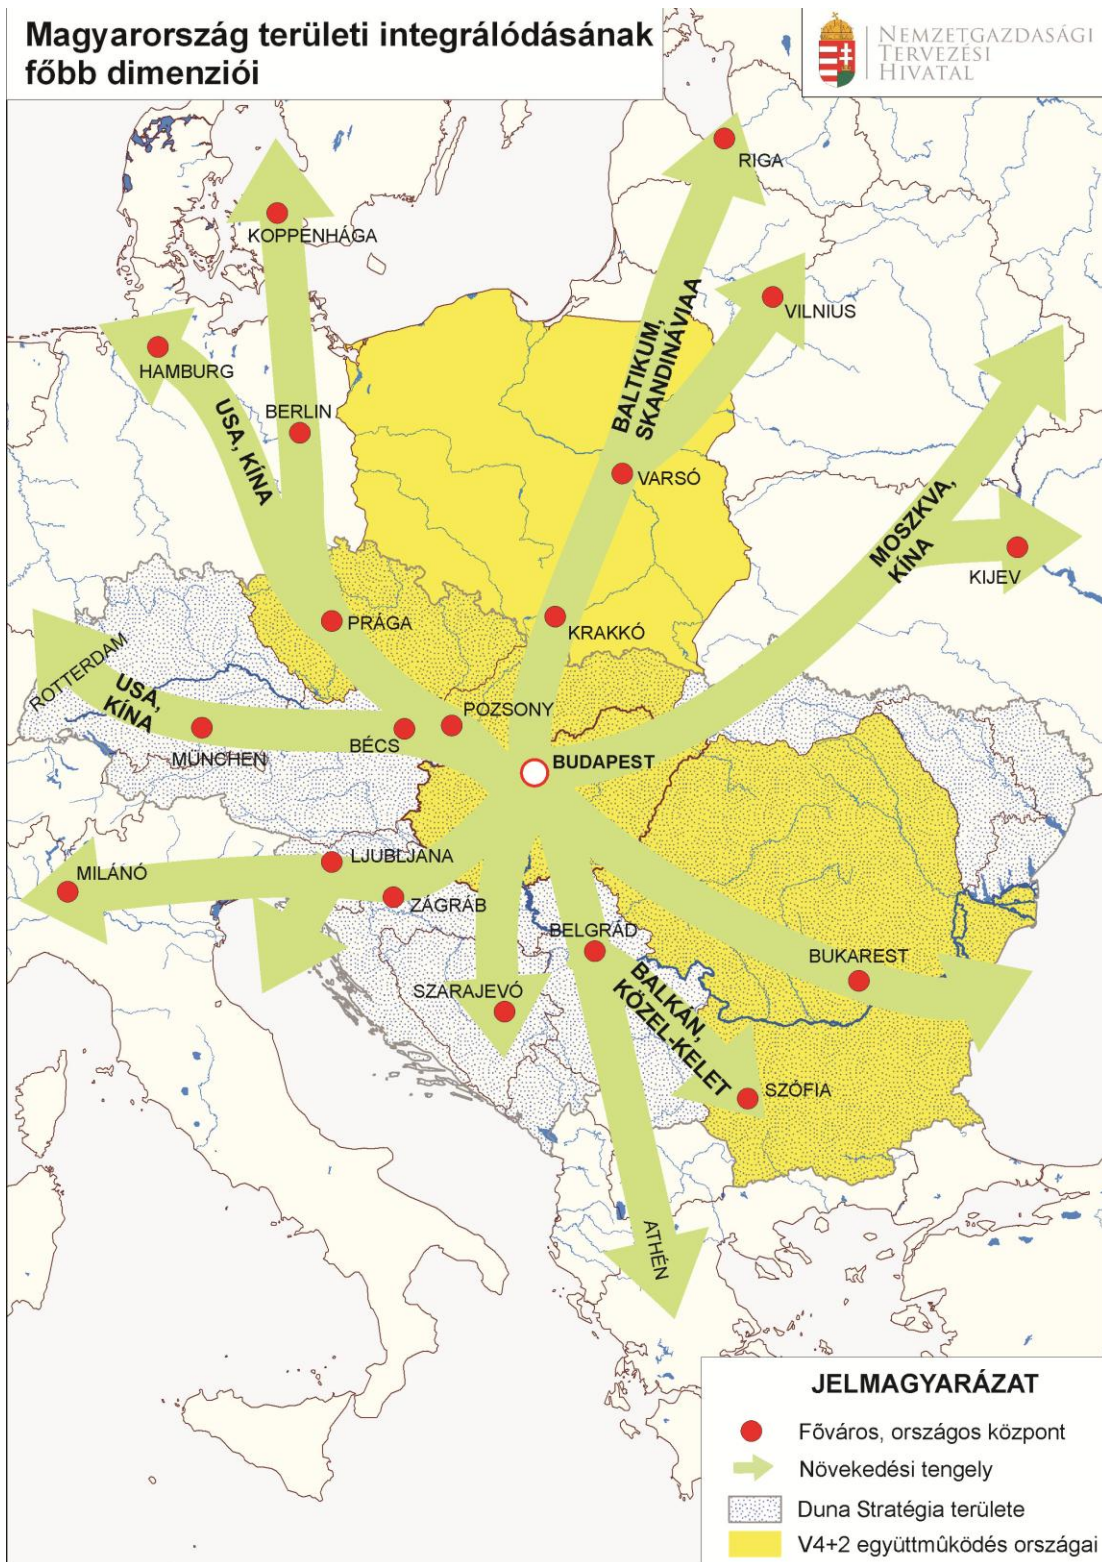 Magyarország területi integrálódásának
főbb dimenziói
NEMZETGAZDASÁGI
TERVEZÉSI
HIVATAL
RIGA
KOPPENHÁGA
VILNIUS
BALTIKUM,
SKANDINÁVIAA
HAMBURG
USA, KÍNA
BERLIN
VARSÓ
MOSZKVA,
KÍNA
KIJEV
PRÁGA
KRAKKÓ
ROTTERDAM
USA,
KÍNA
POZSONY
BÉCS
MÜNCHEN
BUDAPEST
LJUBLJANA
MILÁNÓ
ZÁGRÁB
BELGRÁD
BUKAREST
SZARAJEVÓ
BALKAN,
KÖZEL-KELET
SZÓFIA
ATHÉN
JELMAGYARÁZAT
Főváros, országos központ
Növekedési tengely
Duna Stratégia területe
V4+2 együttmûködés országai